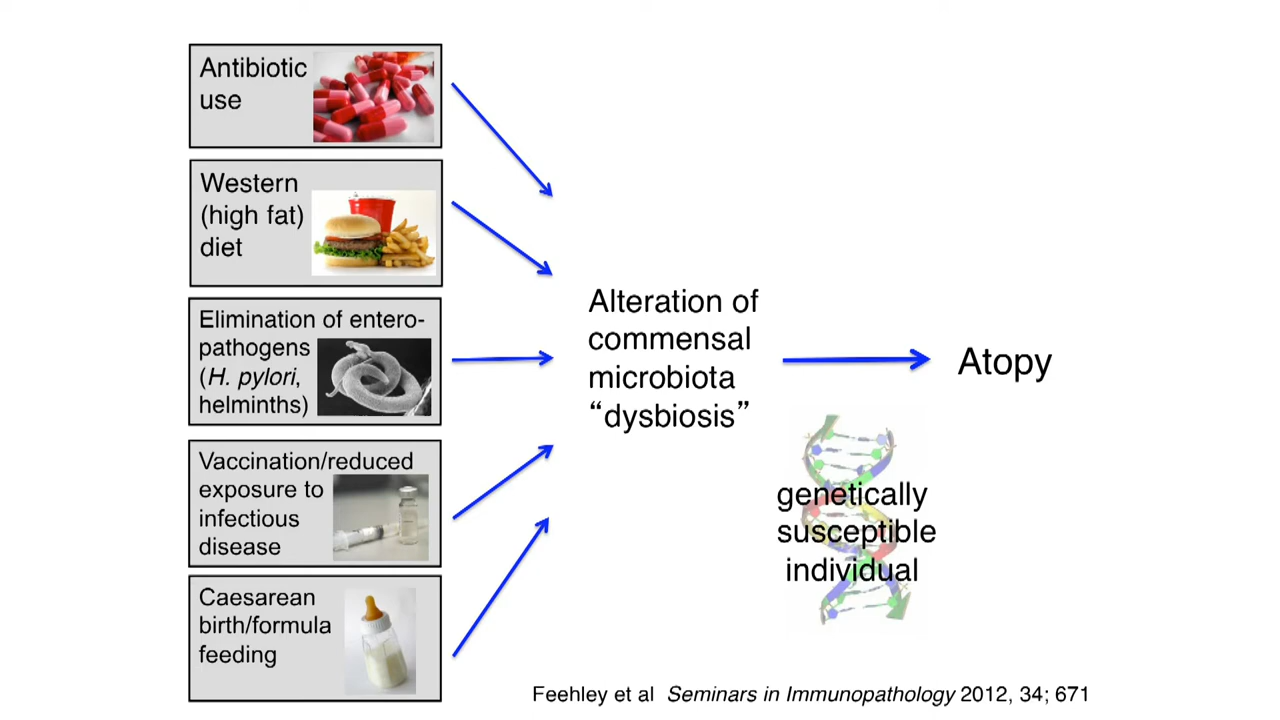 Antibiotic
use
Western
(high fat)
diet
Elimination of entero-
pathogens
(H. pylori,
helminths)
Vaccination/reduced
exposure to
infectious
disease
Caesarean
birth/formula
feeding
Alteration of
commensal
microbiota
“dysbiosis”
Atopy
genetically
susceptible
individual
Feehley et al Seminars in Immunopathology 2012, 34; 671